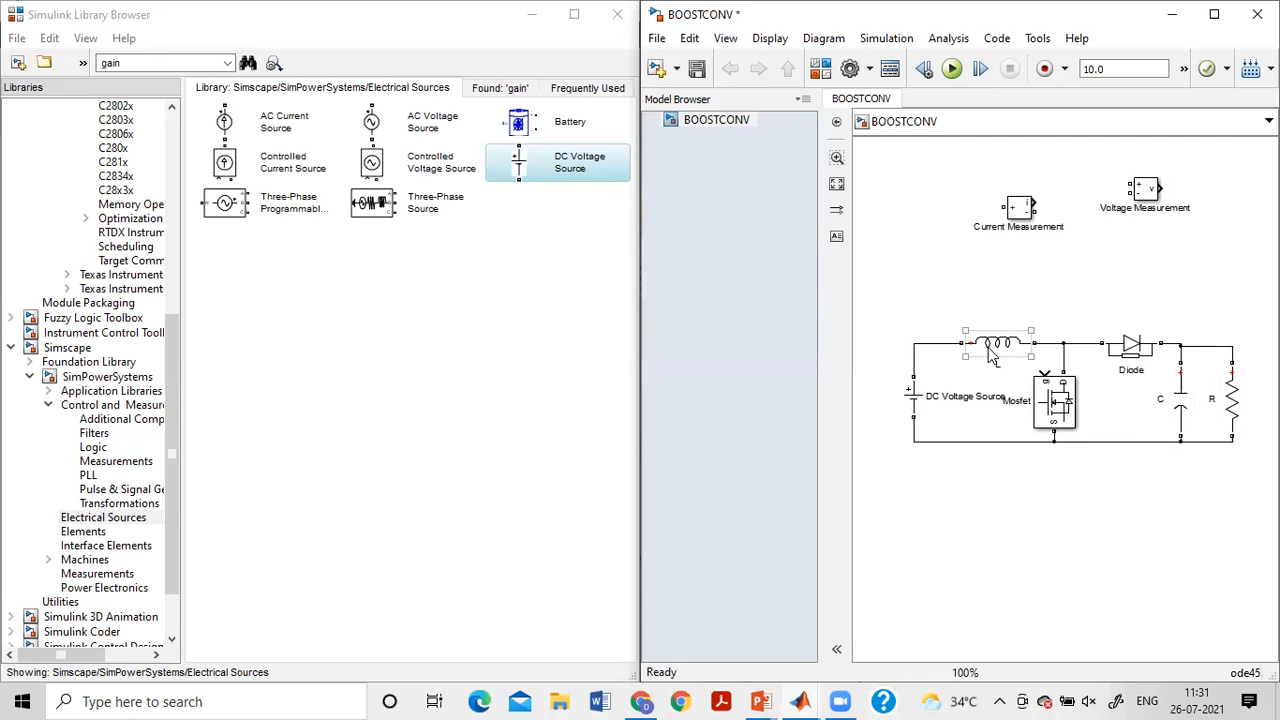 Simulink Library Browser
File Edit View Help
» gain
Libraries
C2802x
C2803x
C2806x
C280x
C281x
C2834x
C28x3x
Memory Ope
Optimization
RTDX Instrum
Scheduling
Target Comm
Texas Instrument
Texas Instrument
Module Packaging
Fuzzy Logic Toolbox
Instrument Control Tooll
Simscape
Foundation Library
SimPowerSystems
Application Libraries
Control and Measur
Additional Comp
Filters
Logic
Measurements
PLL
Pulse & Signal Ge
Transformations
Electrical Sources
Elements
Interface Elements
Machines
Measurements
Power Electronics
Utilities
Simulink 3D Animation
Simulink Coder
Library: Simscape/SimPowerSystems/Electrical Sources Found: 'gain' Frequently Used
AC Current
Source
AC Voltage
Source
Battery
Controlled
Current Source
Controlled
Voltage Source
DC Voltage
Source
Three-Phase
Programmabl...
Three-Phase
Source
Showing: Simscape/SimPowerSystems/Electrical Sources
BOOSTCONV *
File Edit View Display Diagram Simulation Analysis Code Tools Help
10.0 »
Model Browser
BOOSTCONV
BOOSTCONV
BOOSTCONV
Current Measurement
Voltage Measurement
DC Voltage Source
Mosfet
Diode
C
R
Ready 100% ode45
Type here to search
34°C ENG 11:31
26-07-2021